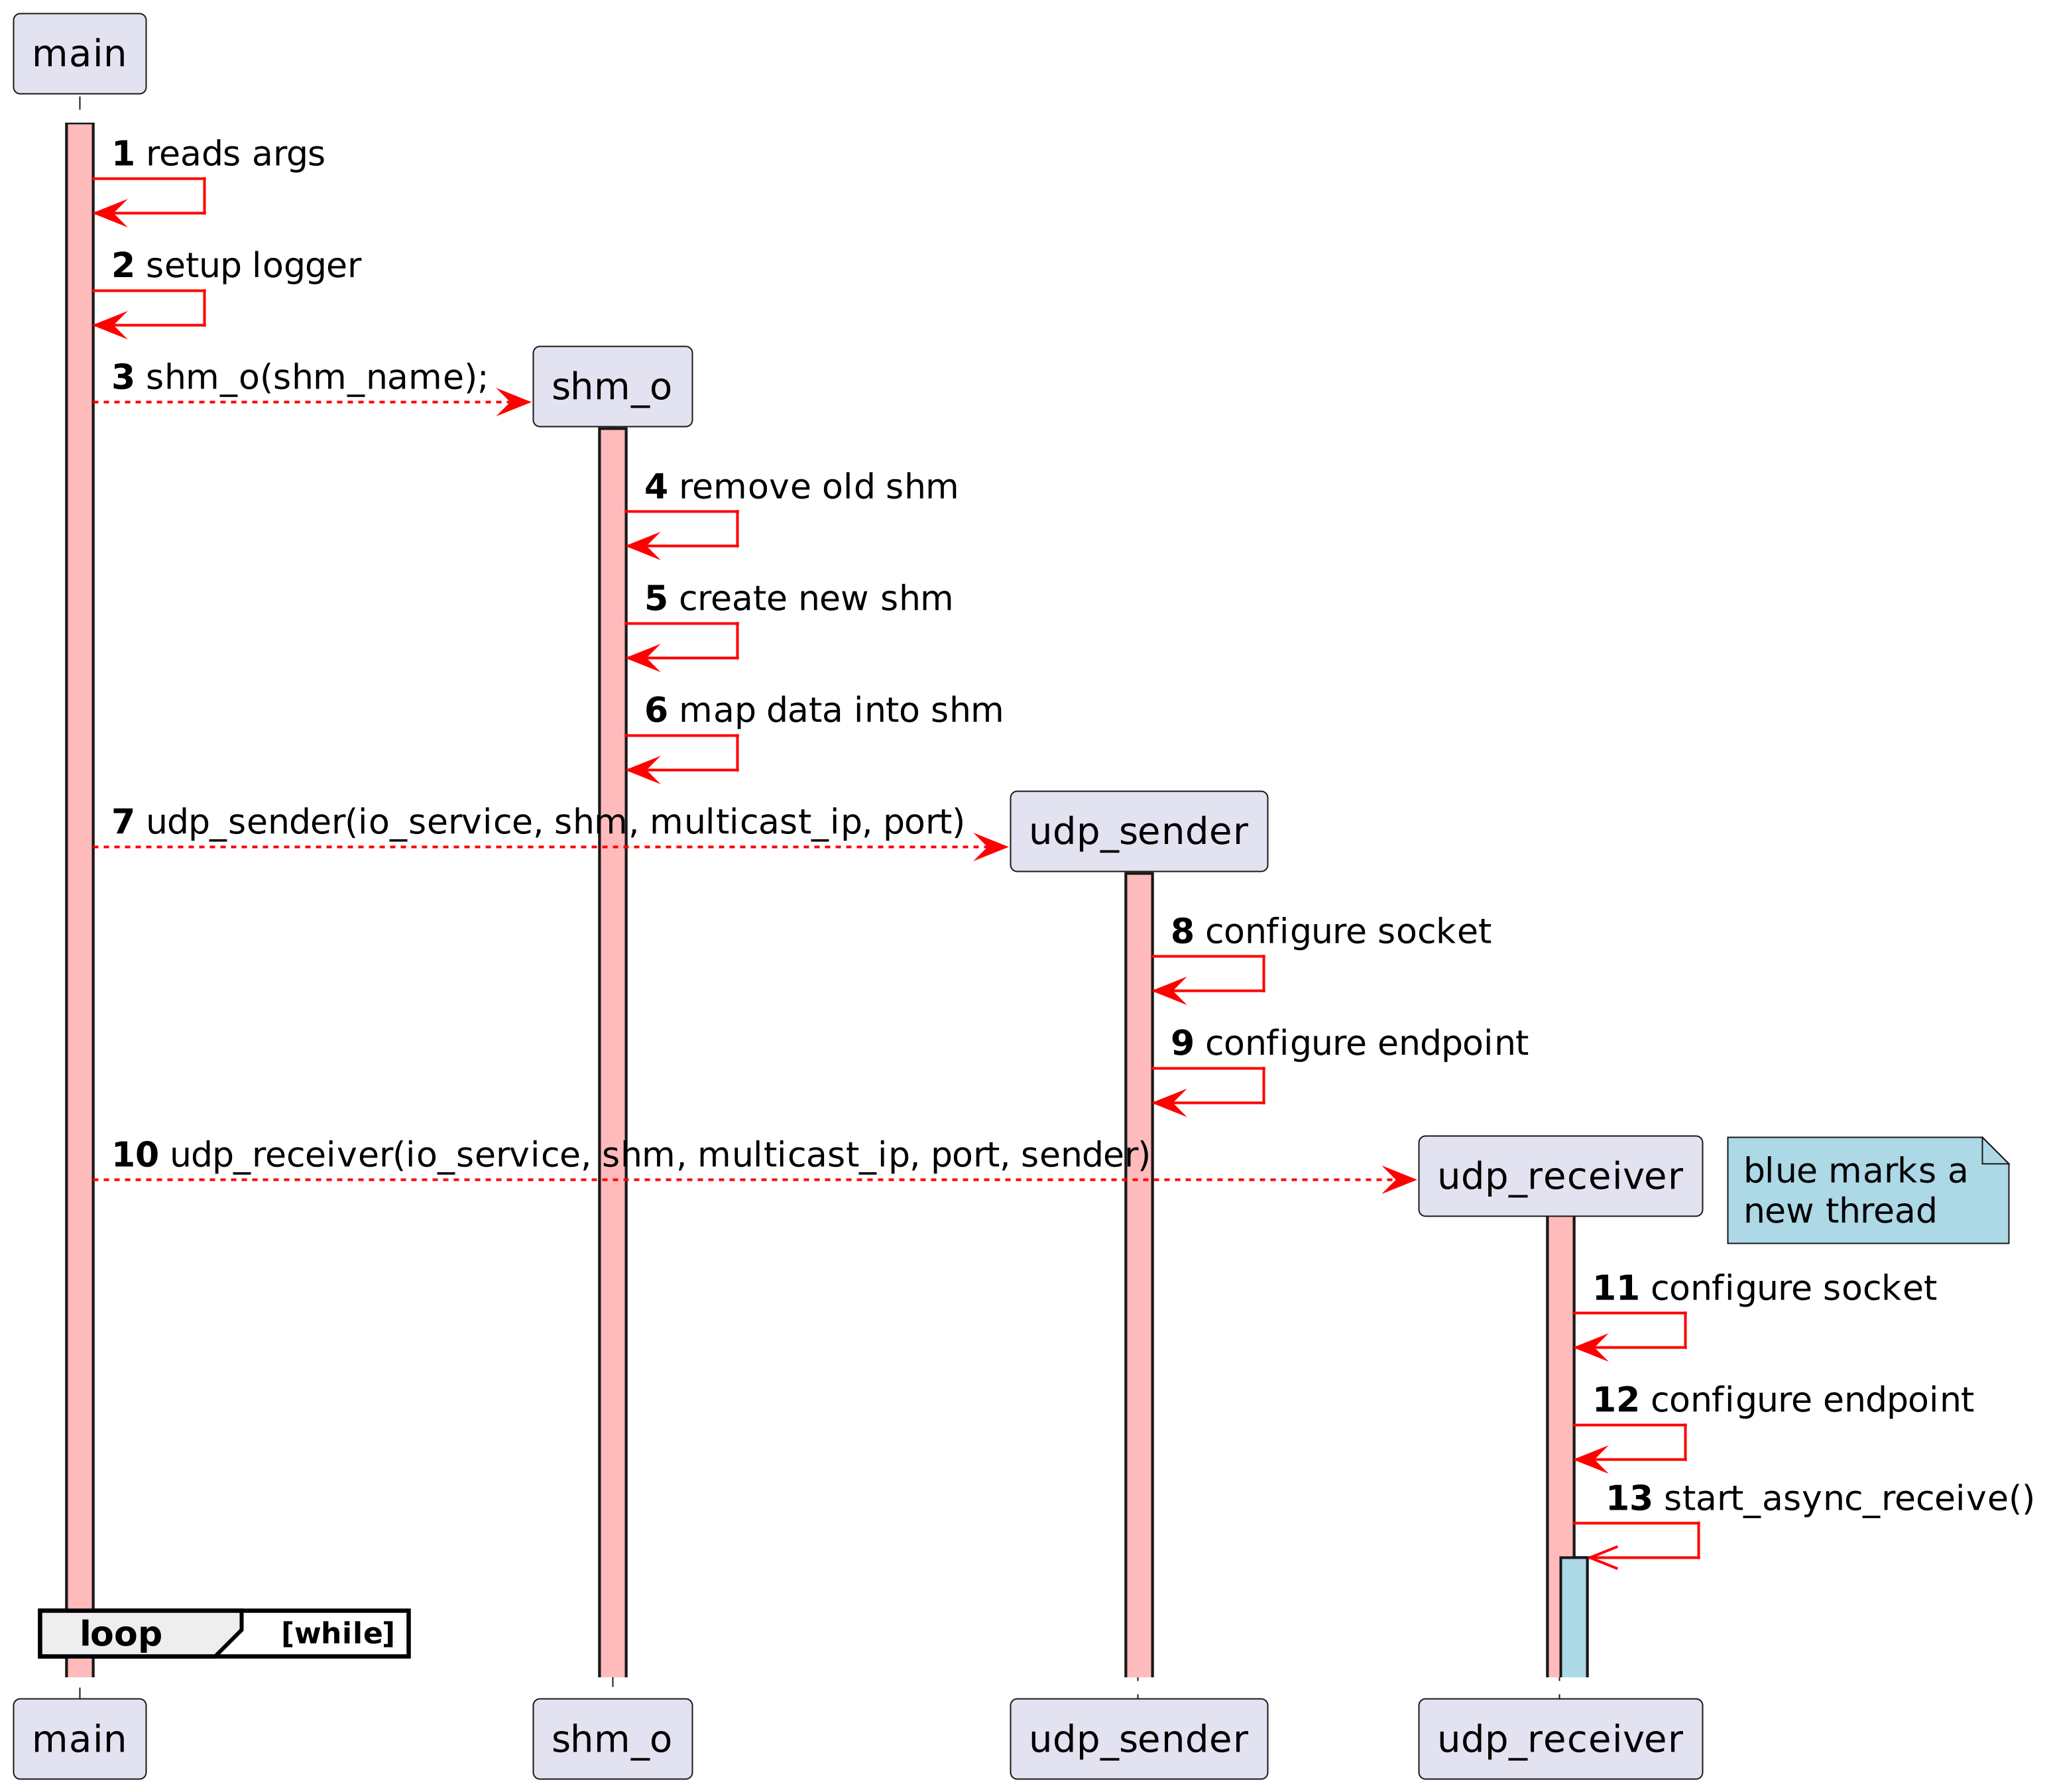 main
1 reads args
2 setup logger
3 shm_o(shm_name);
shm_o
4 remove old shm
5 create new shm
6 map data into shm
7 udp_sender(io_service, shm, multicast_ip, port)
udp_sender
8 configure socket
9 configure endpoint
10 udp_receiver(io_service, shm, multicast_ip, port, sender)
udp_receiver
blue marks a
new thread
11 configure socket
12 configure endpoint
13 start_async_receive()
loop [while]
main
shm_o
udp_sender
udp_receiver